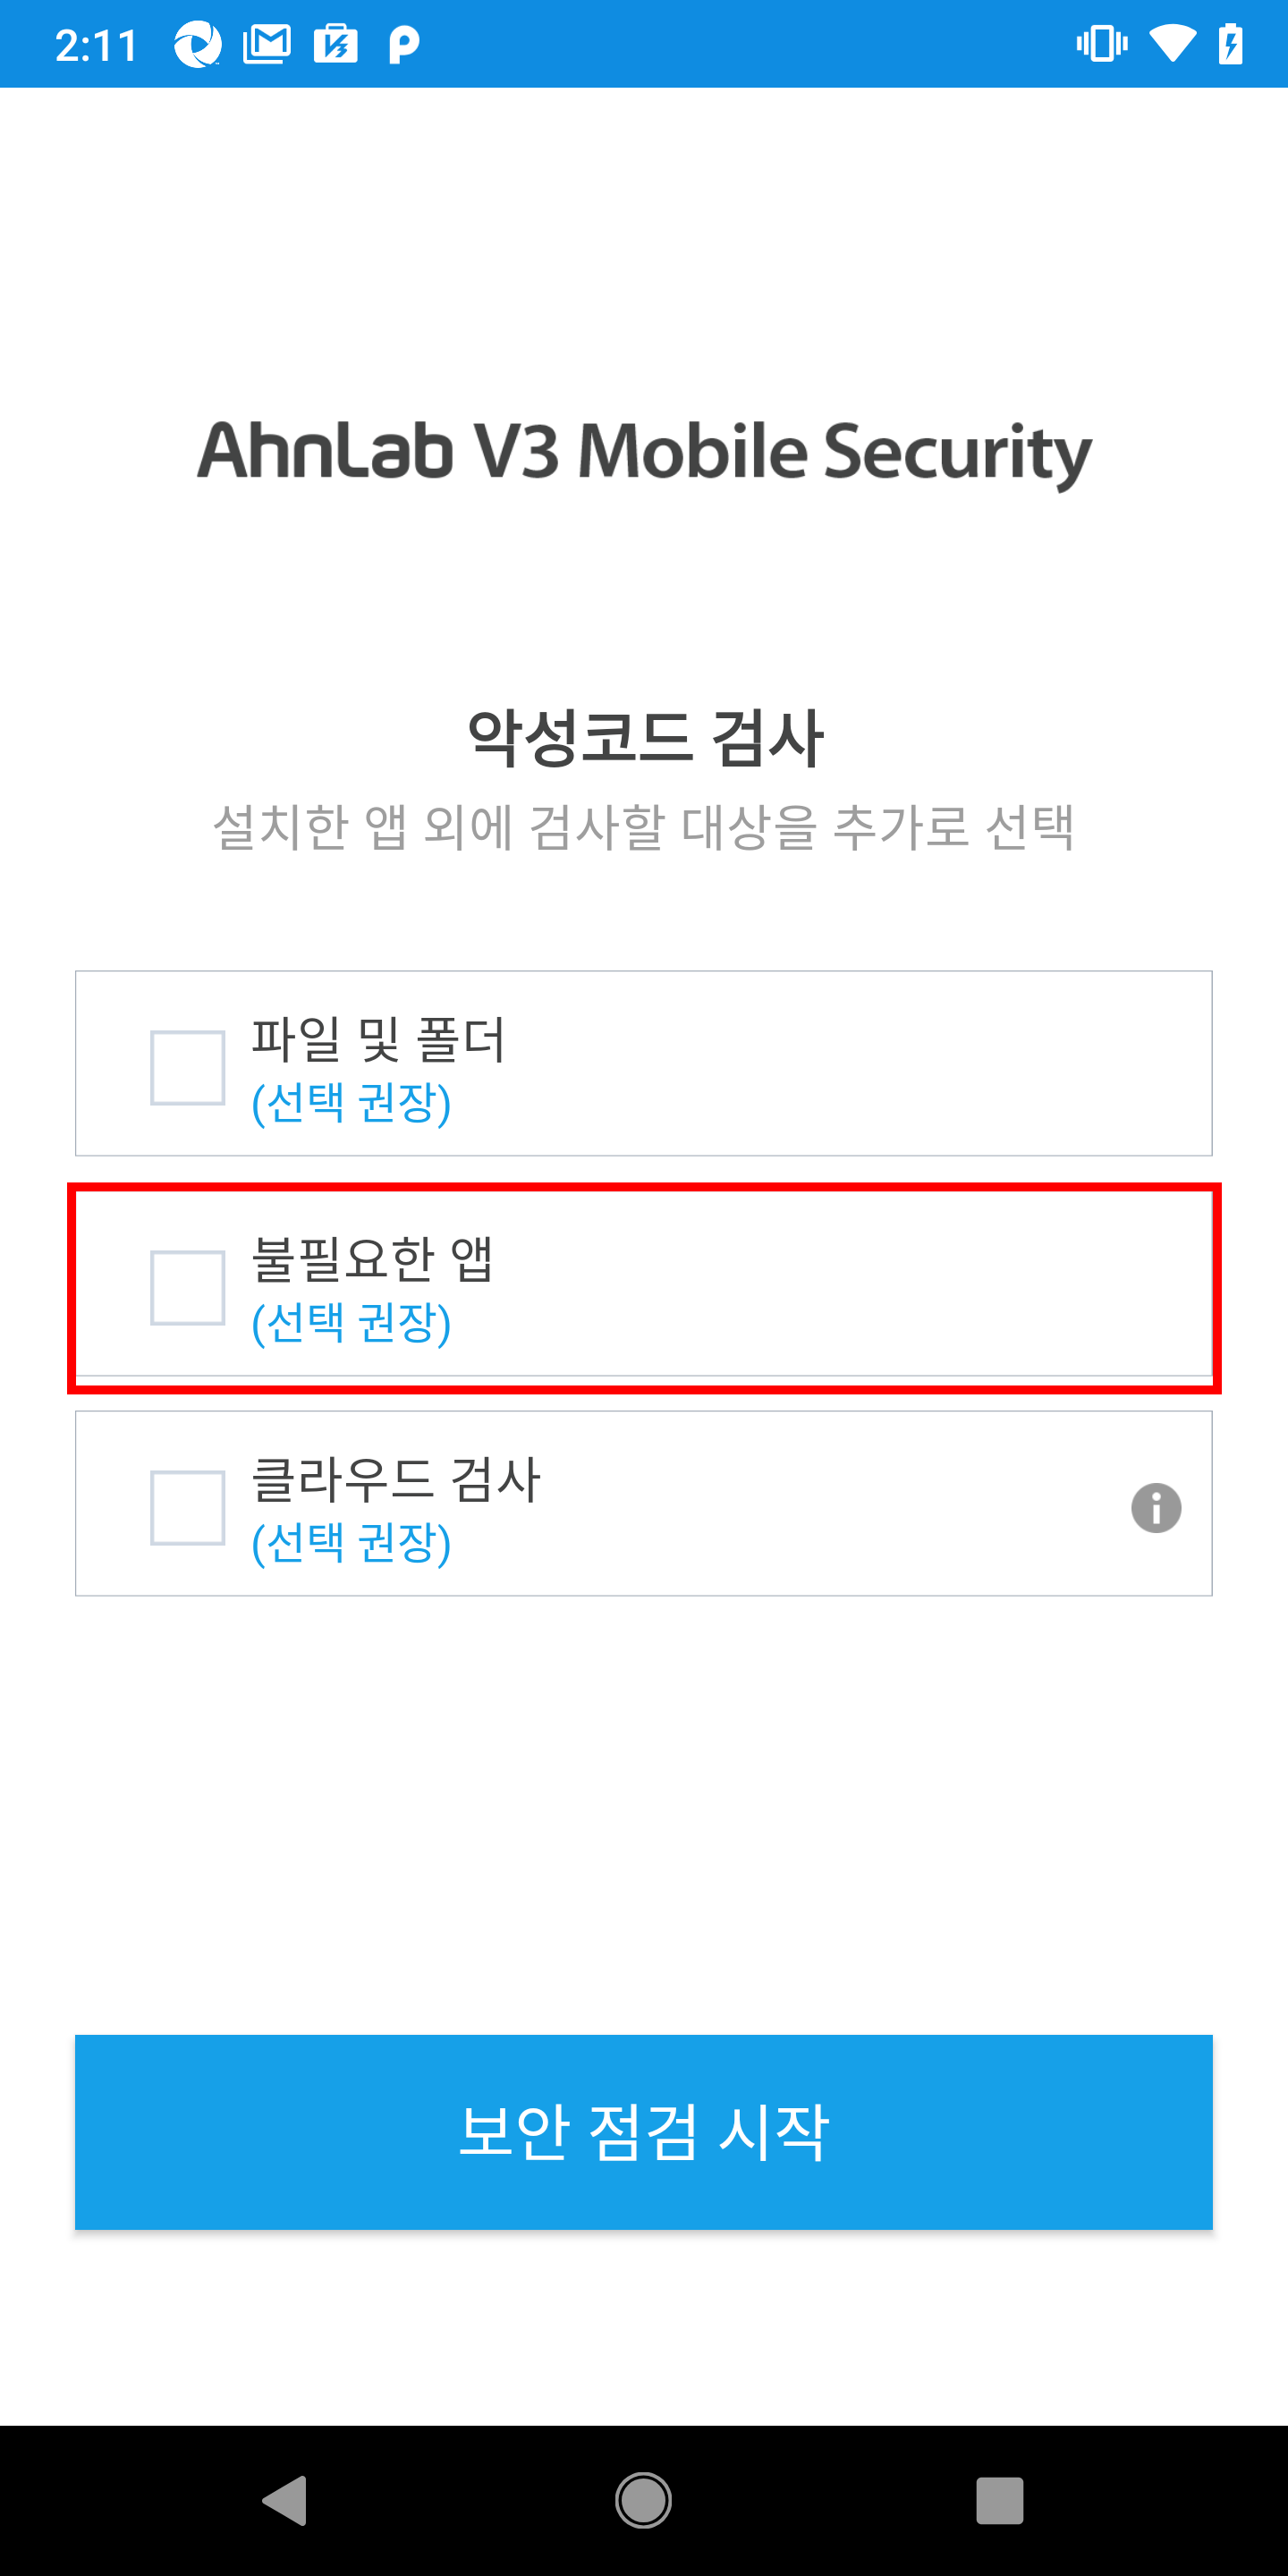 2:11
AhnLab V3 Mobile Security
악성코드 검사
설치한 앱 외에 검사할 대상을 추가로 선택
파일 및 폴더
(선택 권장)
불필요한 앱
(선택 권장)
클라우드 검사
(선택 권장)
보안 점검 시작